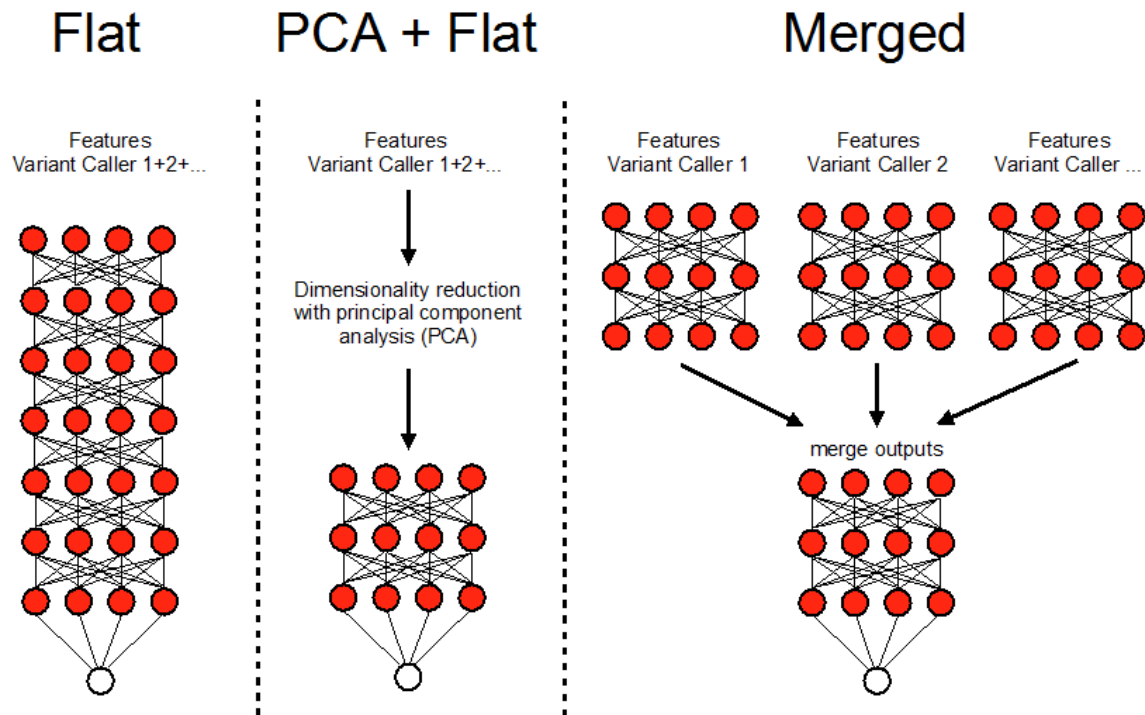 Flat
PCA + Flat
Merged
Features
Variant Caller 1+2+...
Features
Variant Caller 1+2+...
Dimensionality reduction
with principal component
analysis (PCA)
Features
Variant Caller 1
Features
Variant Caller 2
Features
Variant Caller ...
merge outputs